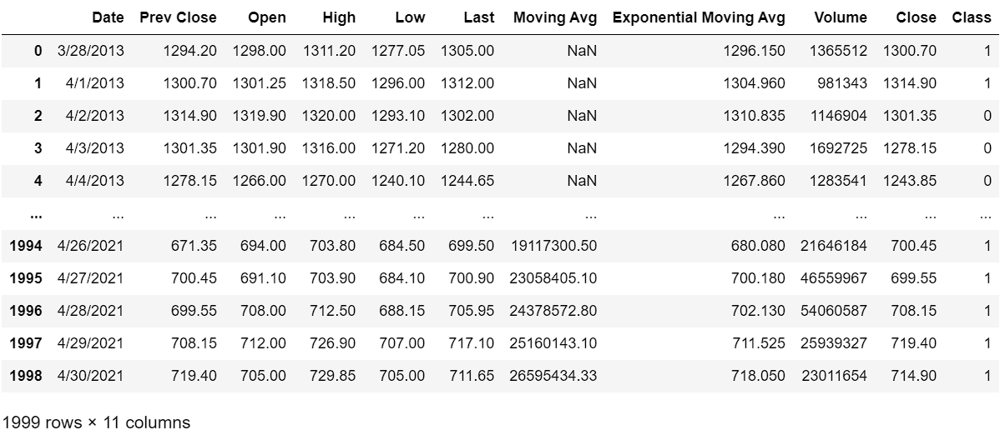 Date Prev Close Open High Low Last Moving Avg Exponential Moving Avg Volume Close Class
0 3/28/2013 1294.20 1298.00 1311.20 1277.05 1305.00 NaN 1296.150 1365512 1300.70 1
1 4/1/2013 1300.70 1301.25 1318.50 1296.00 1312.00 NaN 1304.960 981343 1314.90 1
2 4/2/2013 1314.90 1319.90 1320.00 1293.10 1302.00 NaN 1310.835 1146904 1301.35 0
3 4/3/2013 1301.35 1301.90 1316.00 1271.20 1280.00 NaN 1294.390 1692725 1278.15 0
4 4/4/2013 1278.15 1266.00 1270.00 1240.10 1244.65 NaN 1267.860 1283541 1243.85 0
... ... ... ... ... ... ... ... ... ... ... ...
1994 4/26/2021 671.35 694.00 703.80 684.50 699.50 19117300.50 680.080 21646184 700.45 1
1995 4/27/2021 700.45 691.10 703.90 684.10 700.90 23058405.10 700.180 46559967 699.55 1
1996 4/28/2021 699.55 708.00 712.50 688.15 705.95 24378572.80 702.130 54060587 708.15 1
1997 4/29/2021 708.15 712.00 726.90 707.00 717.10 25160143.10 711.525 25939327 719.40 1
1998 4/30/2021 719.40 705.00 729.85 705.00 711.65 26595434.33 718.050 23011654 714.90 1
1999 rows × 11 columns